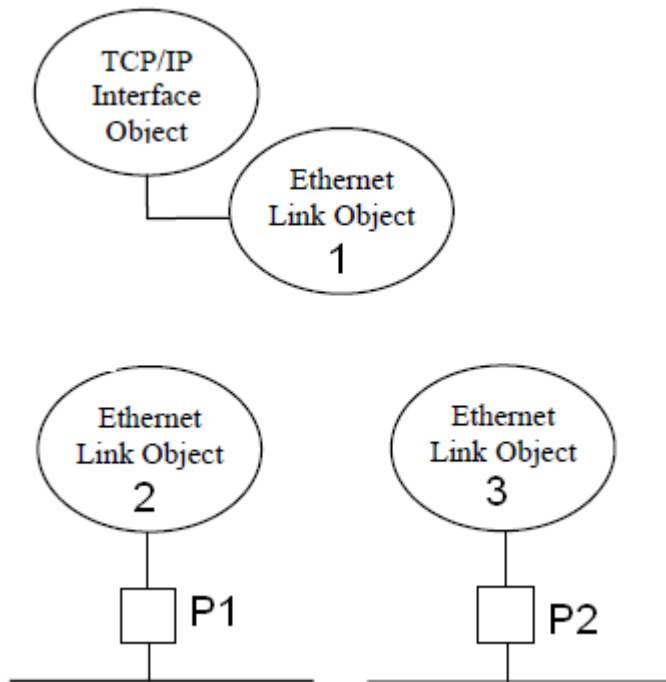 TCP/IP
Interface
Object
Ethernet
Link Object
1
Ethernet
Link Object
2
Ethernet
Link Object
3
P1
P2